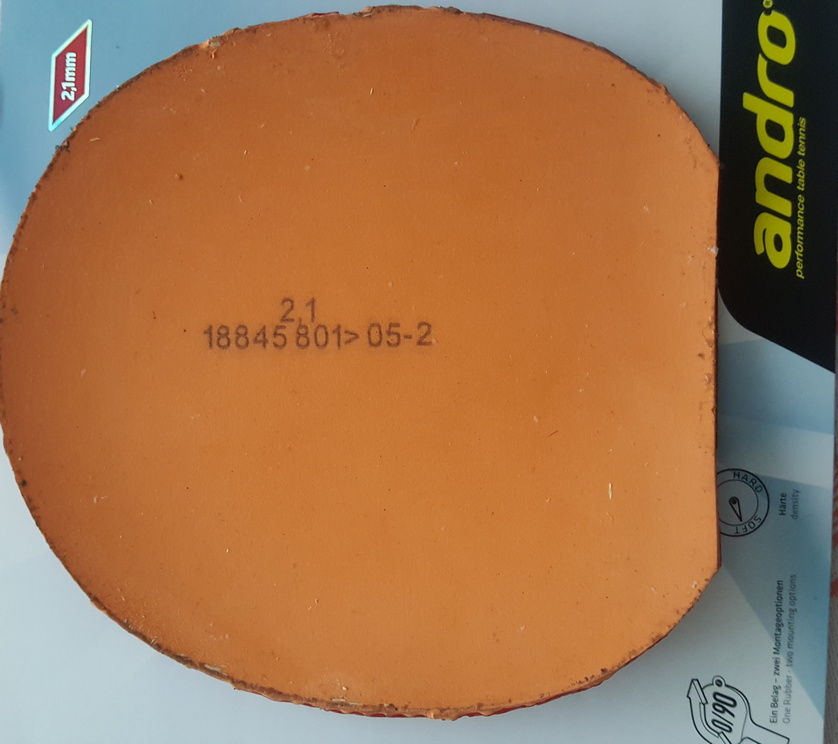 2,1mm
andro
performance table tennis
2,1
18845 801> 05-2
HARD
SOFT
Härte
density
0/90°
Ein Belag – zwei Montageoptionen
One Rubber - two mounting options